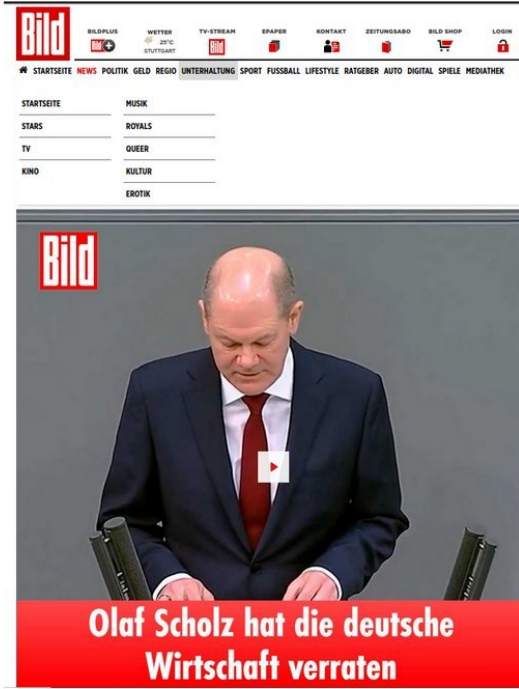 Bild
BILDPLUS
WETTER
TV-STREAM
EPAPER
KONTAKT
ZEITUNGSABO
BILD SHOP
LOGIN
Bild
25°C
Bild
STUTTGART
STARTSEITE NEWS POLITIK GELD REGIO UNTERHALTUNG SPORT FUSSBALL LIFESTYLE RATGEBER AUTO DIGITAL SPIELE MEDIATHEK
STARTSEITE
MUSIK
STARS
ROYALS
TV
QUEER
KINO
KULTUR
EROTIK
Bild
Olaf Scholz hat die deutsche
Wirtschaft verraten